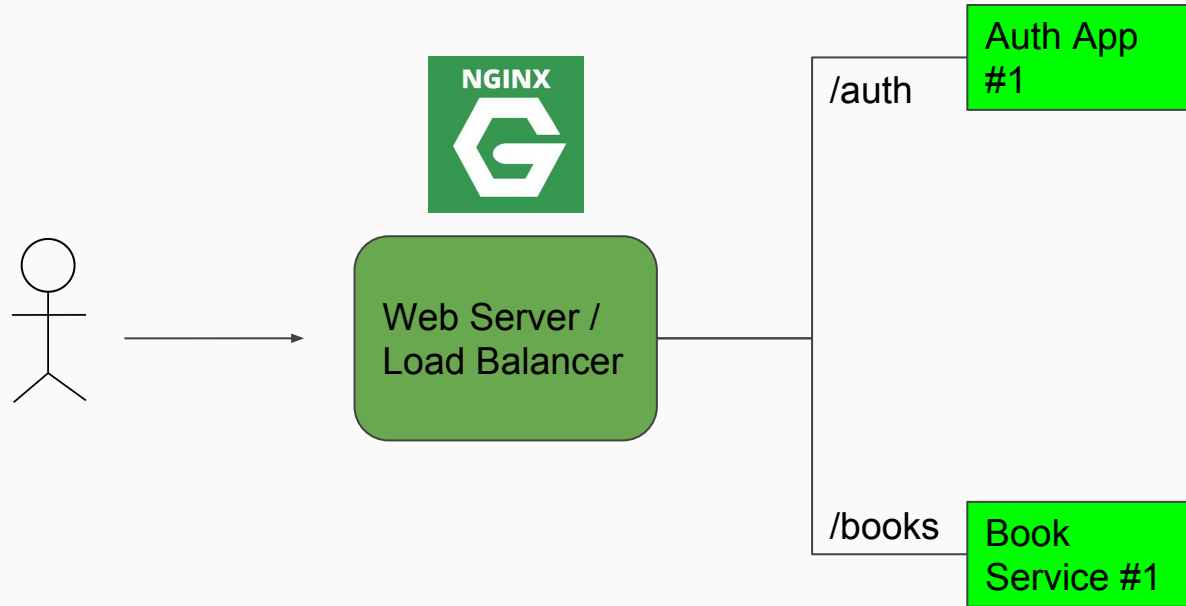 NGINX
Web Server /
Load Balancer
/auth
Auth App
#1
/books
Book
Service #1